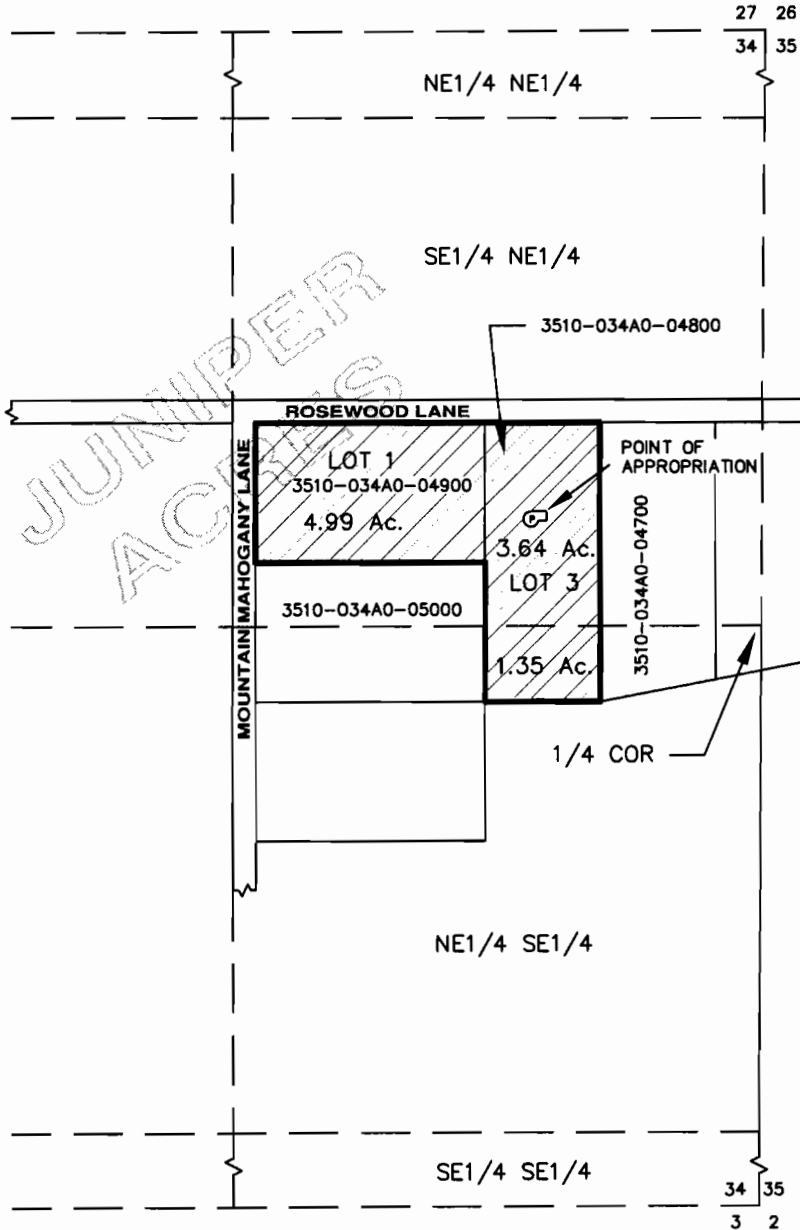 27 26
34 35
NE1/4 NE1/4
SE1/4 NE1/4
3510-034A0-04800
JUNIPER
ACRES
ROSEWOOD LANE
MOUNTAIN MAHOGANY LANE
LOT 1
3510-034A0-04900
4.99 Ac.
POINT OF
APPROPRIATION
P
3.64 Ac.
LOT 3
3510-034A0-04700
3510-034A0-05000
1.35 Ac.
1/4 COR
NE1/4 SE1/4
SE1/4 SE1/4
34 35
3 2